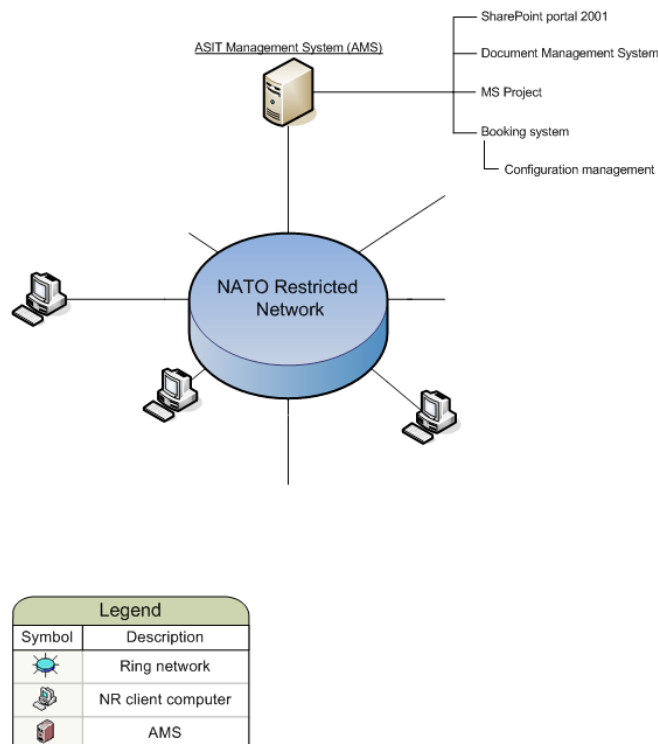 SharePoint portal 2001
ASIT Management System (AMS)
Document Management System
MS Project
Booking system
Configuration management
NATO Restricted
Network
Legend
Symbol Description
Ring network
NR client computer
AMS